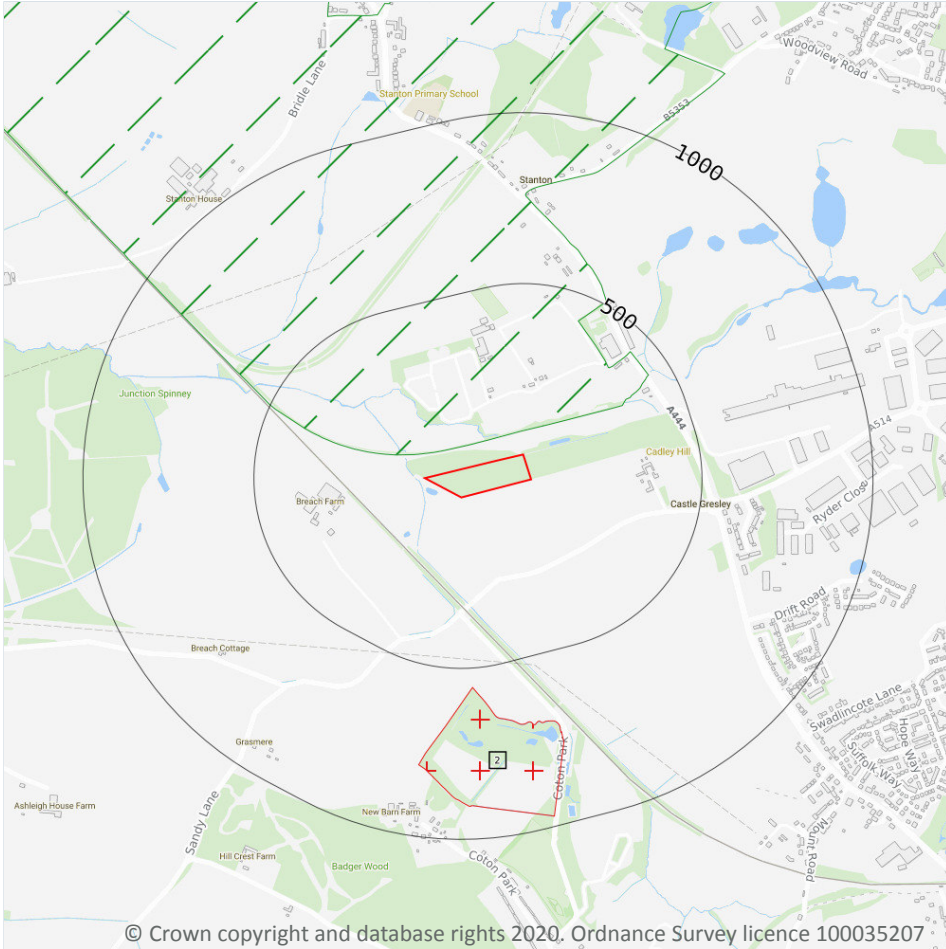 Woodview Road
Bridle Lane
Stanton Primary School
B5353
1000
Stanton
Stanton House
500
Junction Spinney
A444
A514
Cadley Hill
Breach Farm
Castle Gresley
Ryder Close
Drift Road
Breach Cottage
Swadlincote Lane
Hope Way
Grasmere
Suffolk Way
2
Coton Park
Ashleigh House Farm
New Barn Farm
Sandy Lane
Mount Road
Hill Crest Farm
Badger Wood
Coton Park
© Crown copyright and database rights 2020. Ordnance Survey licence 100035207